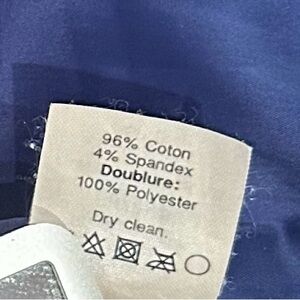 96% Coton
4% Spandex
Doublure:
100% Polyester
Dry clean.